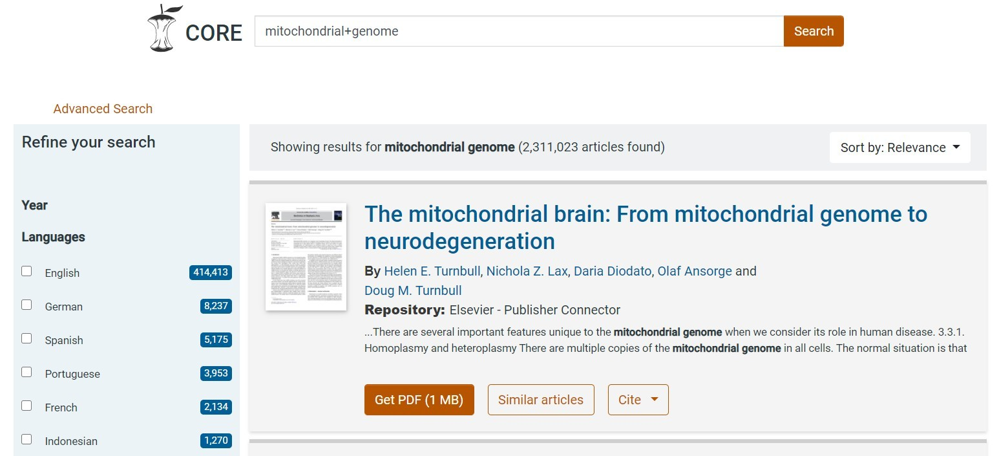 CORE
mitochondrial+genome
Search
Advanced Search
Refine your search
Showing results for mitochondrial genome (2,311,023 articles found)
Sort by: Relevance
Year
Languages
English 414,413
German 8,237
Spanish 5,175
Portuguese 3,953
French 2,134
Indonesian 1,270
The mitochondrial brain: From mitochondrial genome to
neurodegeneration
By Helen E. Turnbull, Nichola Z. Lax, Daria Diodato, Olaf Ansorge and
Doug M. Turnbull
Repository: Elsevier - Publisher Connector
...There are several important features unique to the mitochondrial genome when we consider its role in human disease. 3.3.1.
Homoplasmy and heteroplasmy There are multiple copies of the mitochondrial genome in all cells. The normal situation is that
Get PDF (1 MB)
Similar articles
Cite